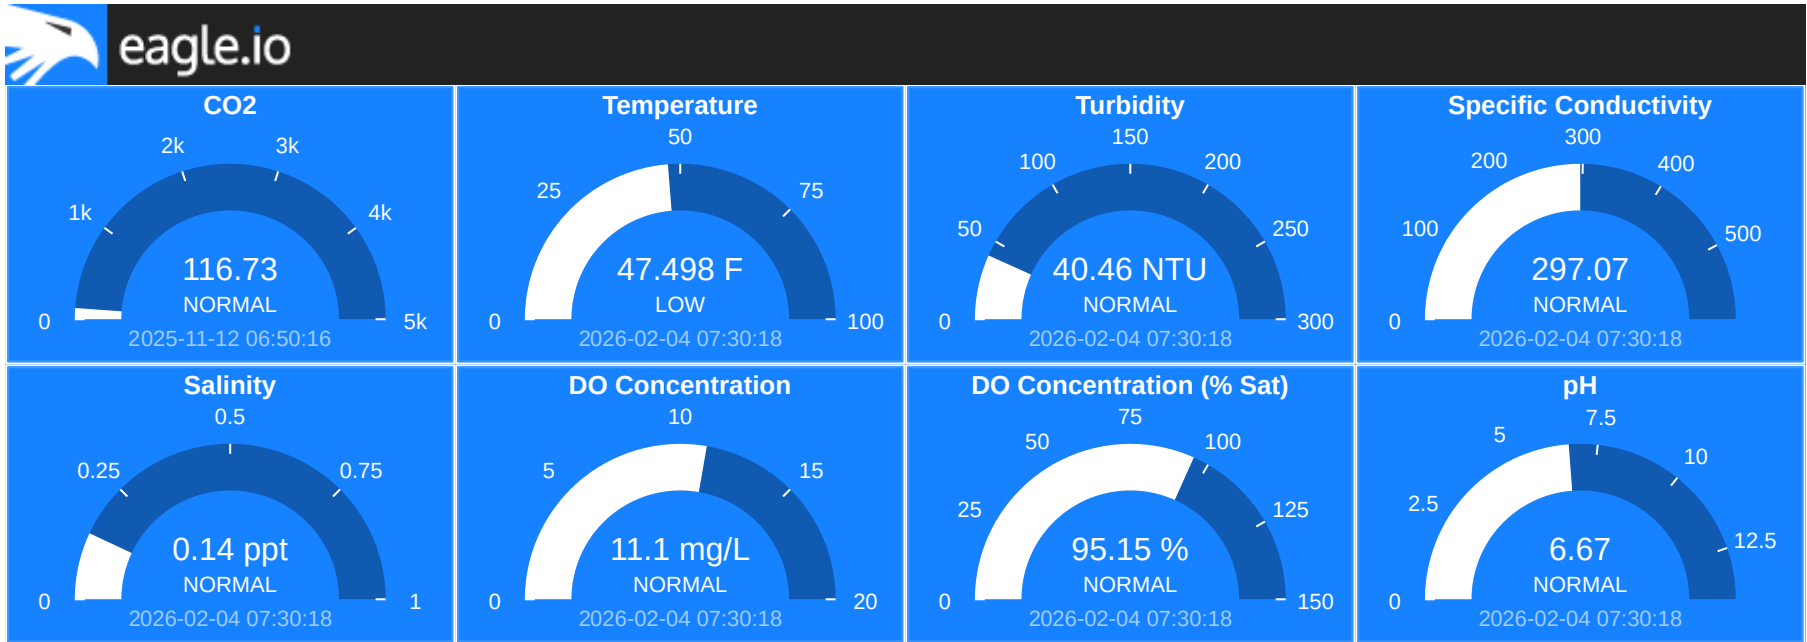 eagle.io
CO2
0
1k
2k
3k
4k
5k
116.73
NORMAL
2025-11-12 06:50:16
Temperature
0
25
50
75
100
47.498 F
LOW
2026-02-04 07:30:18
Turbidity
0
50
100
150
200
250
300
40.46 NTU
NORMAL
2026-02-04 07:30:18
Specific Conductivity
0
100
200
300
400
500
297.07
NORMAL
2026-02-04 07:30:18
Salinity
0
0.25
0.5
0.75
1
0.14 ppt
NORMAL
2026-02-04 07:30:18
DO Concentration
0
5
10
15
20
11.1 mg/L
NORMAL
2026-02-04 07:30:18
DO Concentration (% Sat)
0
25
50
75
100
125
150
95.15 %
NORMAL
2026-02-04 07:30:18
pH
0
2.5
5
7.5
10
12.5
6.67
NORMAL
2026-02-04 07:30:18